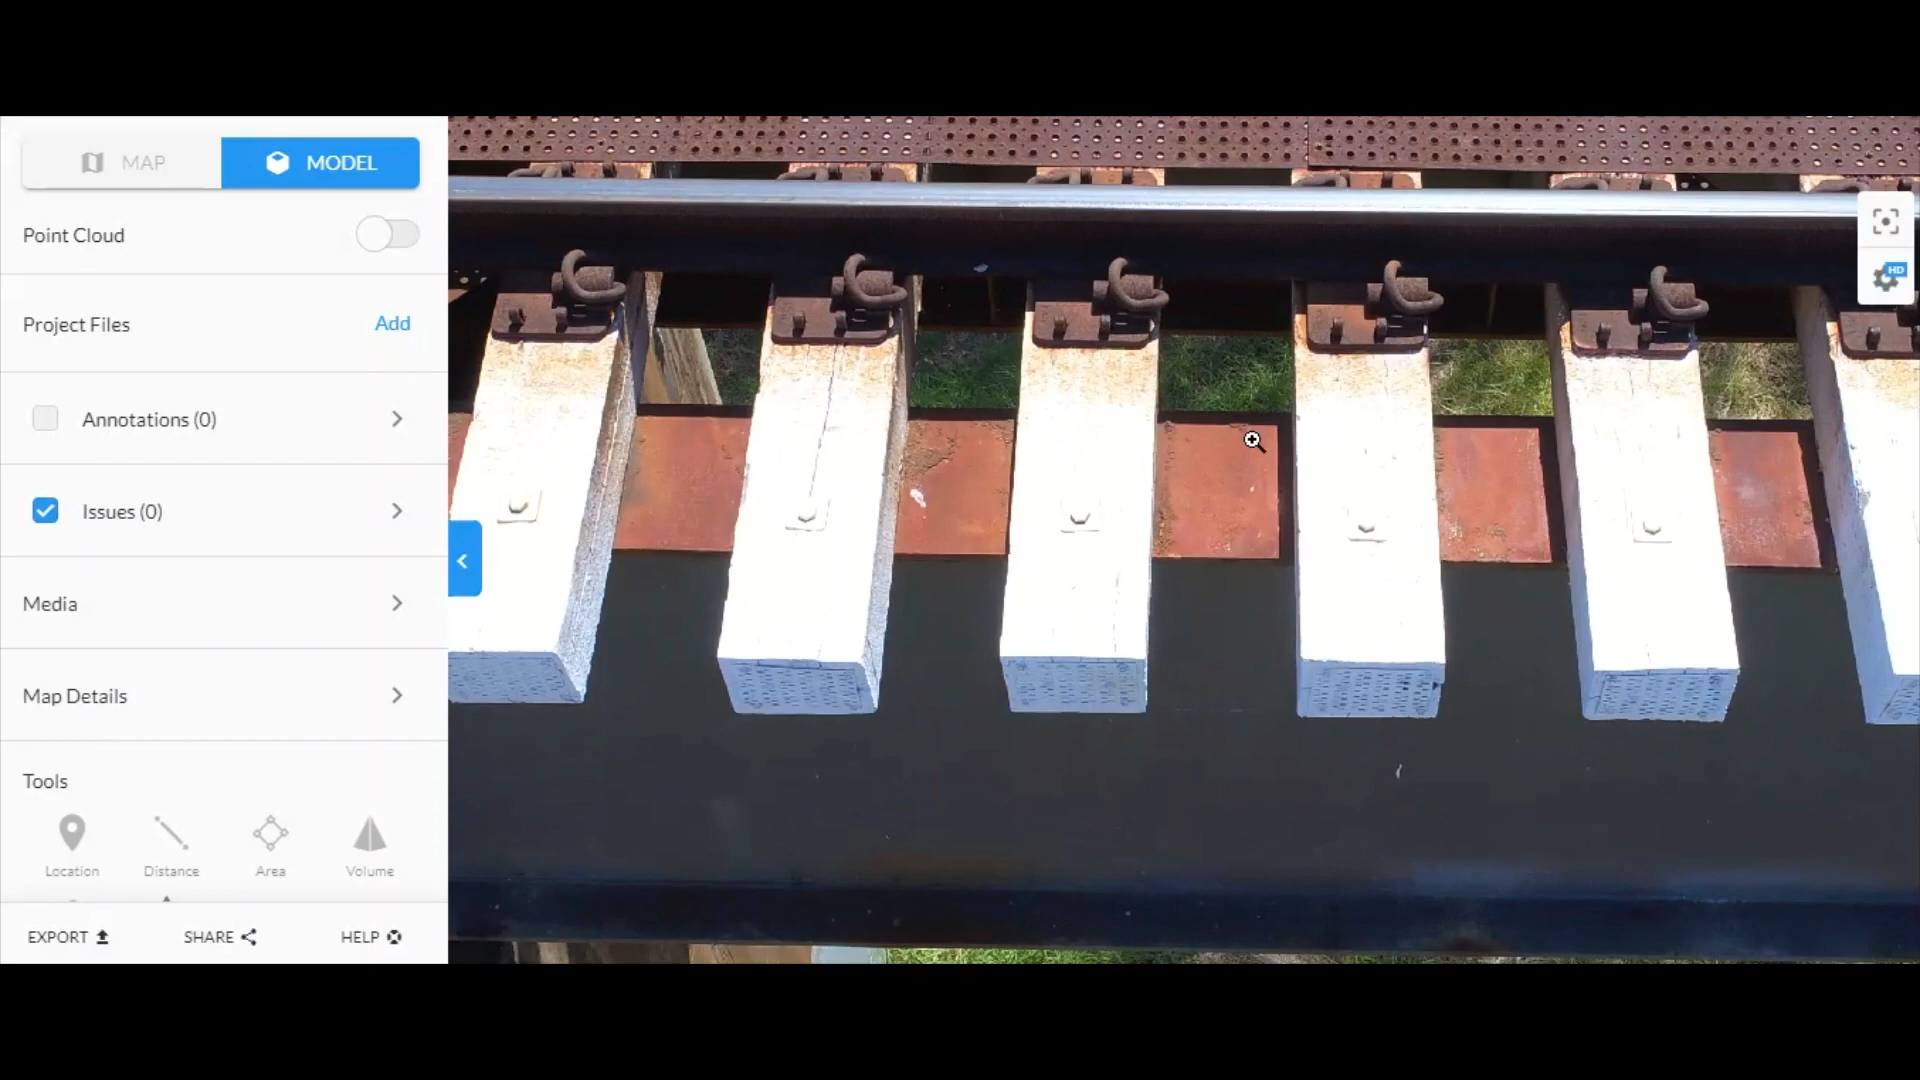 MAP
MODEL
Point Cloud
Project Files
Add
Annotations (0)
Issues (0)
Media
Map Details
Tools
Location
Distance
Area
Volume
EXPORT
SHARE
HELP
HD